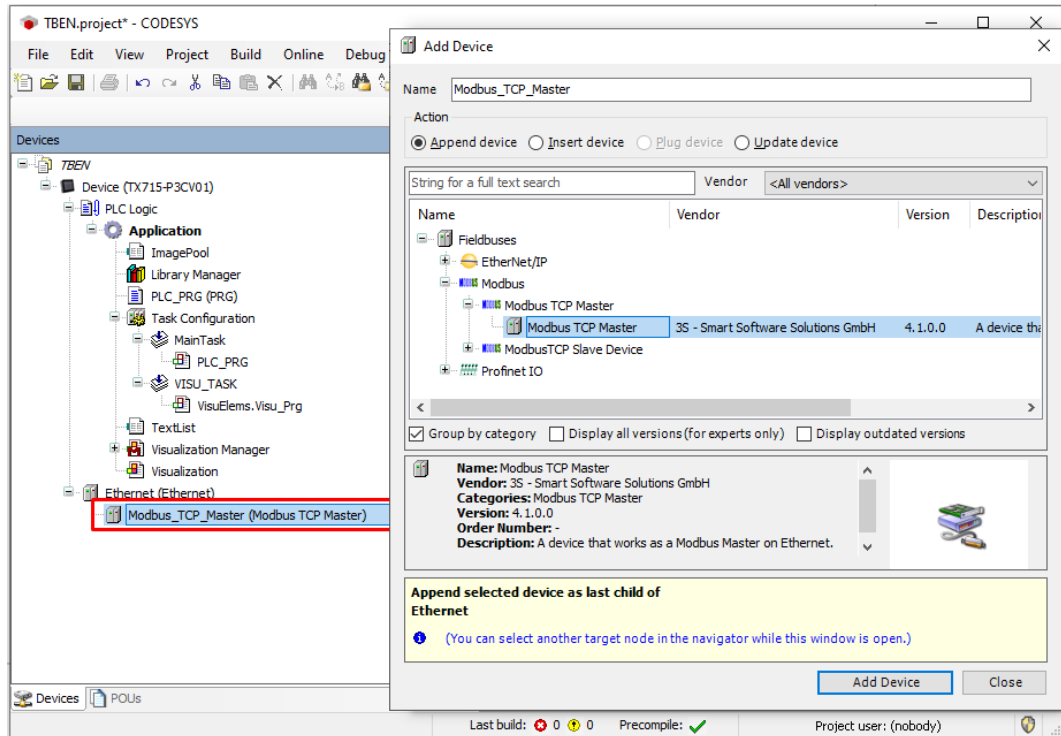 TBEN.project* - CODESYS
File Edit View Project Build Online Debug
Devices
TBEN
Device (TX715-P3CV01)
PLC Logic
Application
ImagePool
Library Manager
PLC_PRG (PRG)
Task Configuration
MainTask
PLC_PRG
VISU_TASK
VisuElems.Visu_Prg
TextList
Visualization Manager
Visualization
Ethernet (Ethernet)
Modbus_TCP_Master (Modbus TCP Master)
Devices POUs
Add Device
Name Modbus_TCP_Master
Action
Append device Insert device Plug device Update device
String for a full text search Vendor <All vendors>
Name Vendor Version Description
Fieldbuses
EtherNet/IP
Modbus
Modbus TCP Master
Modbus TCP Master 3S - Smart Software Solutions GmbH 4.1.0.0 A device tha
ModbusTCP Slave Device
Profinet IO
Group by category Display all versions (for experts only) Display outdated versions
Name: Modbus TCP Master
Vendor: 3S - Smart Software Solutions GmbH
Categories: Modbus TCP Master
Version: 4.1.0.0
Order Number: -
Description: A device that works as a Modbus Master on Ethernet.
Append selected device as last child of
Ethernet
(You can select another target node in the navigator while this window is open.)
Add Device Close
Last build: 0 0 Precompile: Project user: (nobody)